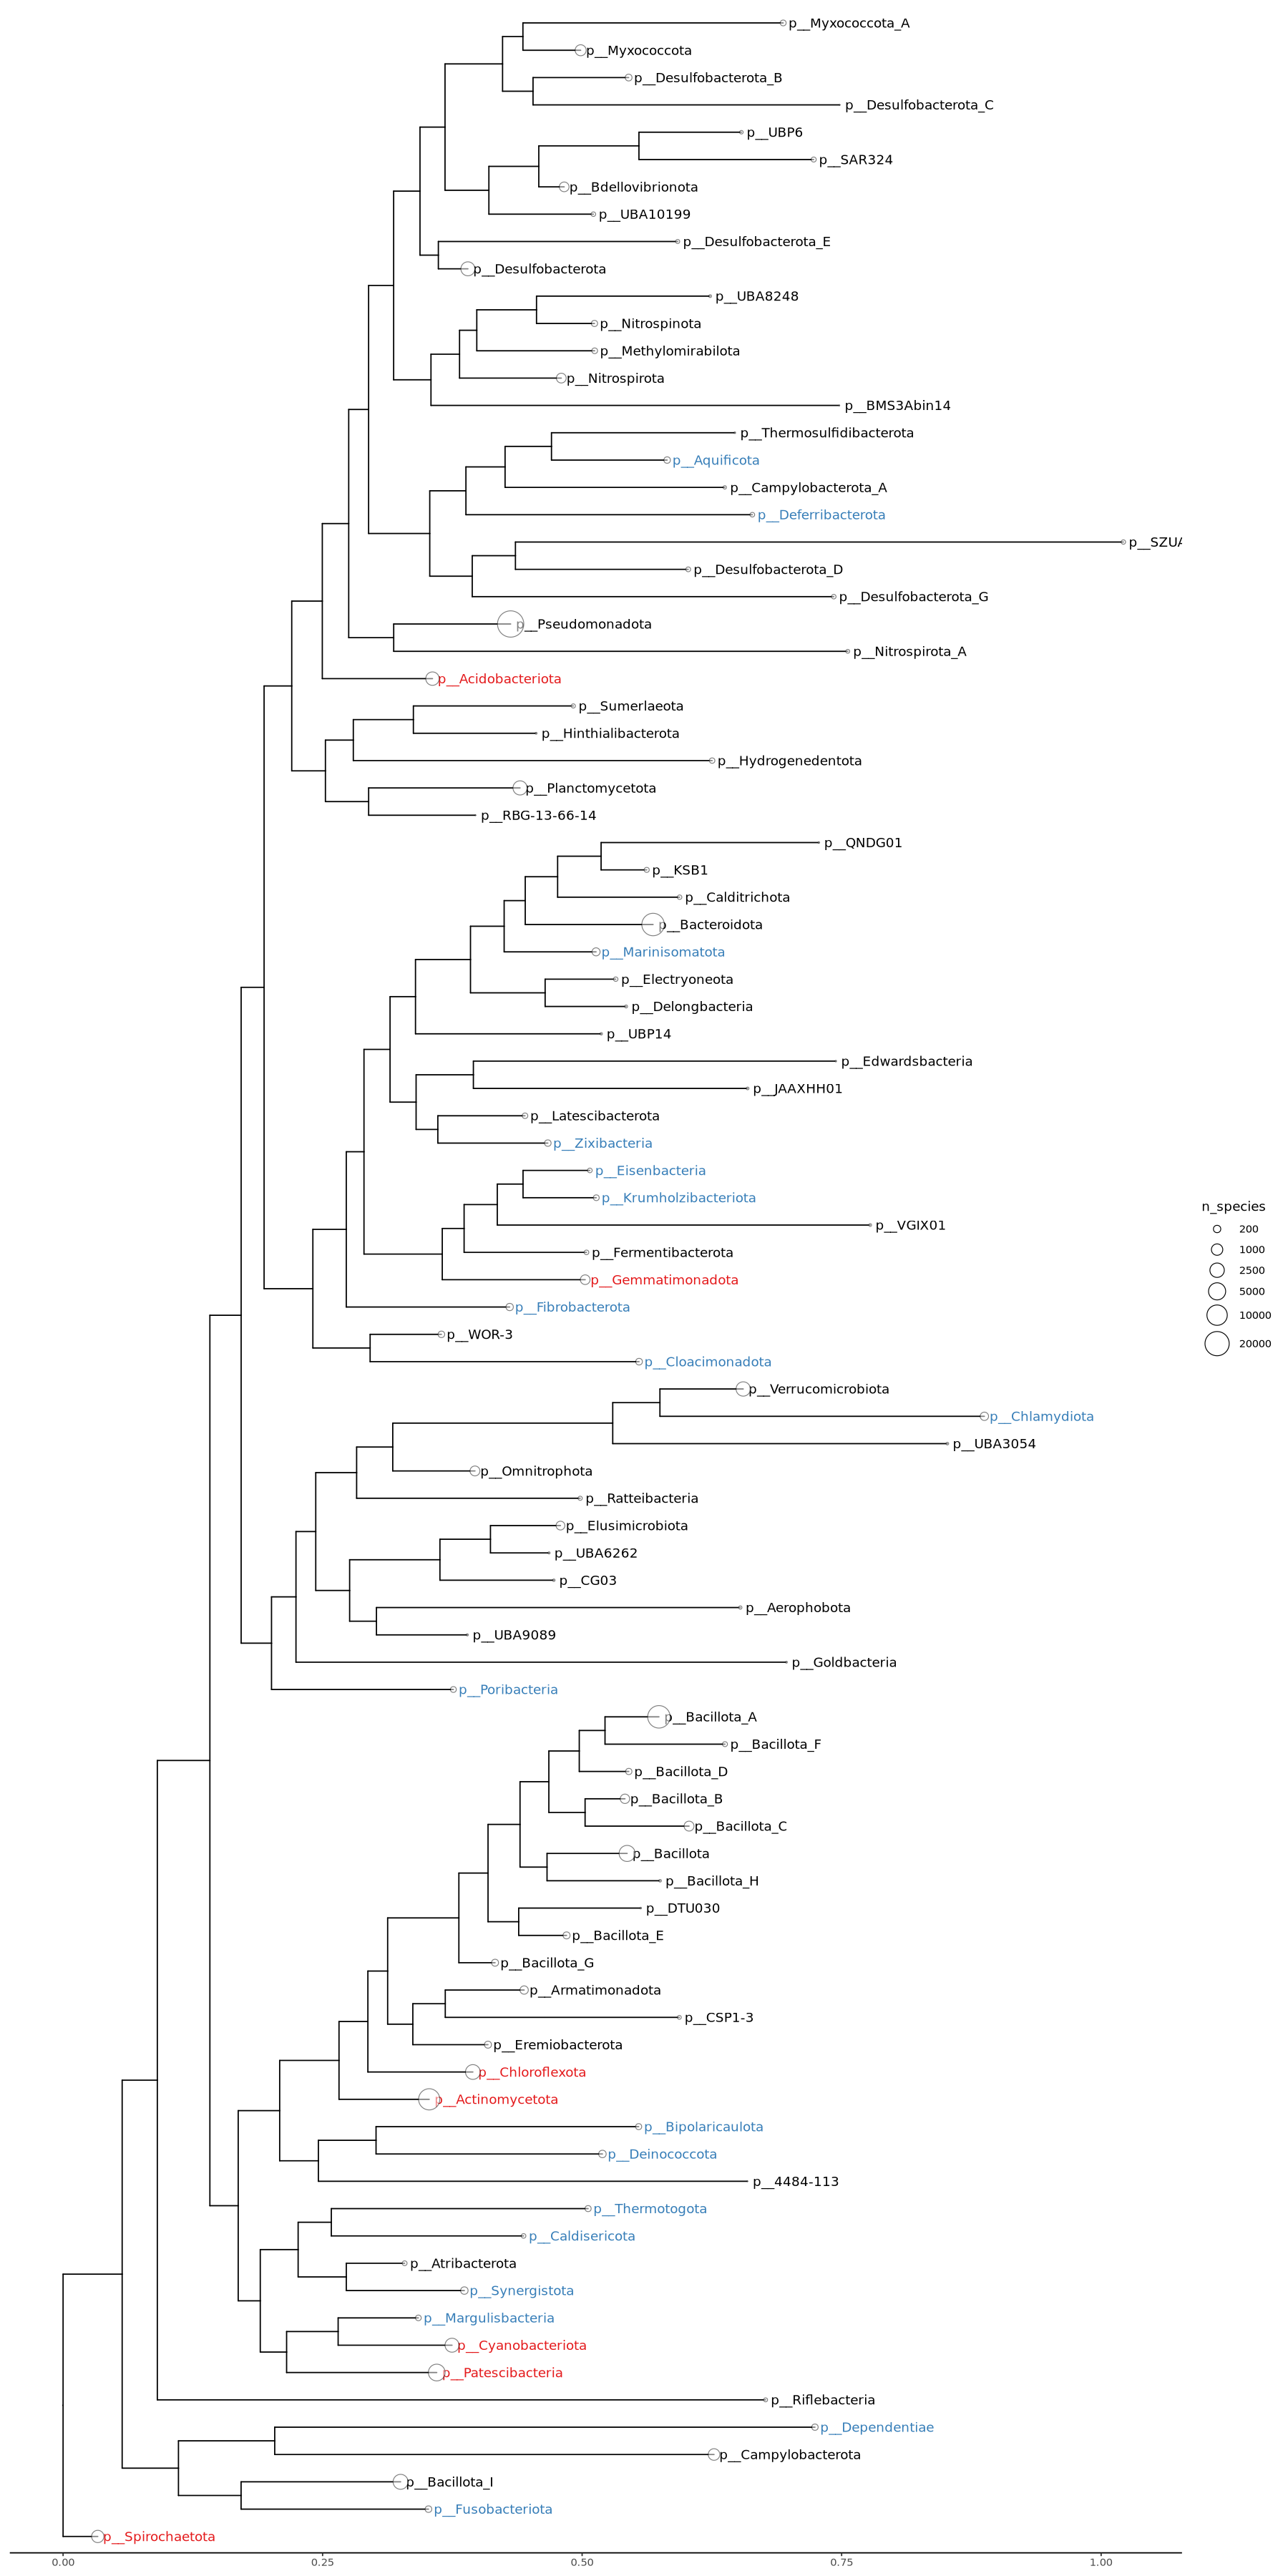 p__Myxococcota_A
p__Myxococcota
p__Desulfobacterota_B
p__Desulfobacterota_C
p__UBP6
p__SAR324
p__Bdellovibrionota
p__UBA10199
p__Desulfobacterota_E
p__Desulfobacterota
p__UBA8248
p__Nitrospinota
p__Methylomirabilota
p__Nitrospirota
p__BMS3Abin14
p__Thermosulfidibacterota
p__Aquificota
p__Campylobacterota_A
p__Deferribacterota
p__SZUA
p__Desulfobacterota_D
p__Desulfobacterota_G
p__Pseudomonadota
p__Nitrospirota_A
p__Acidobacteriota
p__Sumerlaeota
p__Hinthialibacterota
p__Hydrogenedentota
p__Planctomycetota
p__RBG-13-66-14
p__QNDG01
p__KSB1
p__Calditrichota
p__Bacteroidota
p__Marinisomatota
p__Electryoneota
p__Delongbacteria
p__UBP14
p__Edwardsbacteria
p__JAAXHH01
p__Latescibacterota
p__Zixibacteria
p__Eisenbacteria
p__Krumholzibacteriota
p__VGIX01
p__Fermentibacterota
p__Gemmatimonadota
p__Fibrobacterota
p__WOR-3
p__Cloacimonadota
p__Verrucomicrobiota
p__Chlamydiota
p__UBA3054
p__Omnitrophota
p__Ratteibacteria
p__Elusimicrobiota
p__UBA6262
p__CG03
p__Aerophobota
p__UBA9089
p__Goldbacteria
p__Poribacteria
p__Bacillota_A
p__Bacillota_F
p__Bacillota_D
p__Bacillota_B
p__Bacillota_C
p__Bacillota
p__Bacillota_H
p__DTU030
p__Bacillota_E
p__Bacillota_G
p__Armatimonadota
p__CSP1-3
p__Eremiobacterota
p__Chloroflexota
p__Actinomycetota
p__Bipolaricaulota
p__Deinococcota
p__4484-113
p__Thermotogota
p__Caldisericota
p__Atribacterota
p__Synergistota
p__Margulisbacteria
p__Cyanobacteriota
p__Patescibacteria
p__Riflebacteria
p__Dependentiae
p__Campylobacterota
p__Bacillota_I
p__Fusobacteriota
p__Spirochaetota
0.00 0.25 0.50 0.75 1.00
n_species
200
1000
2500
5000
10000
20000